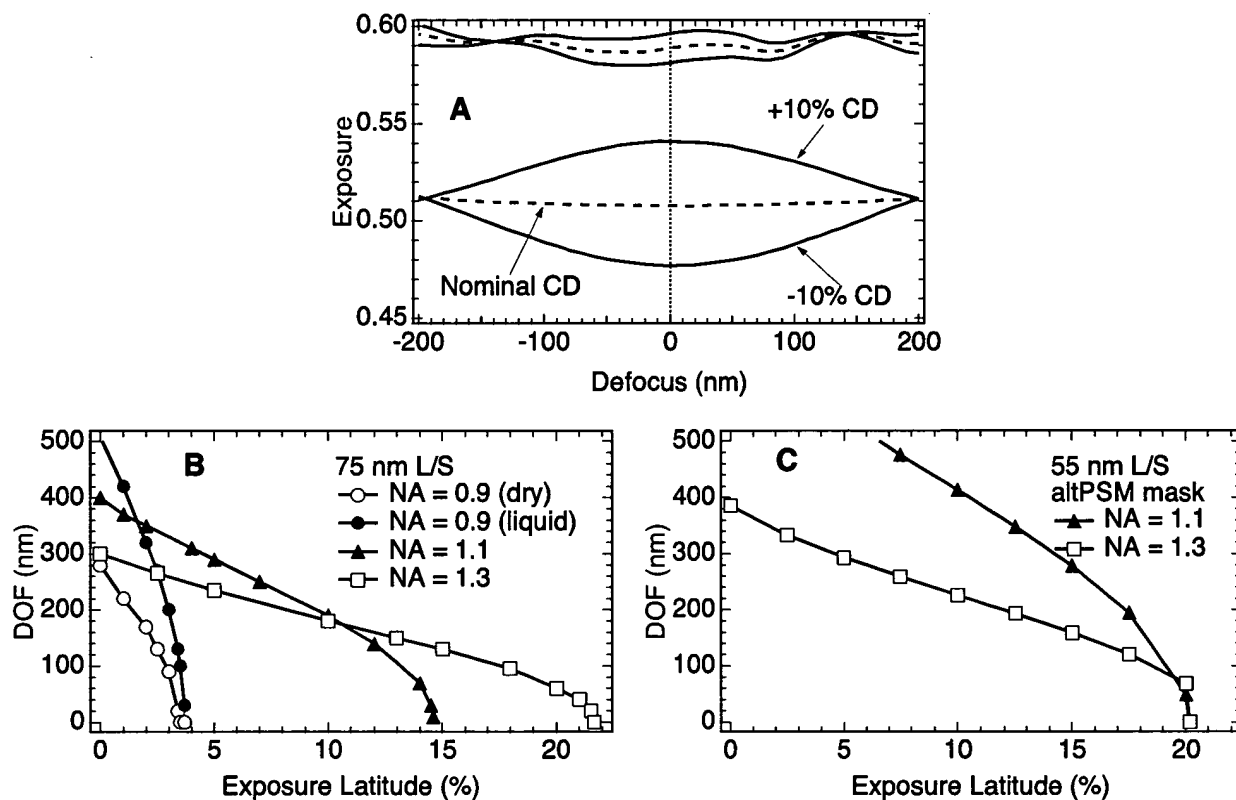 0.60
A
+10% CD
0.55
Exposure
0.50
Nominal CD
-10% CD
0.45
-200 -100 0 100 200
Defocus (nm)
500
B
75 nm L/S
NA = 0.9 (dry)
NA = 0.9 (liquid)
NA = 1.1
NA = 1.3
400
300
DOF (nm)
200
100
0
0 5 10 15 20
Exposure Latitude (%)
500
C
55 nm L/S
altPSM mask
NA = 1.1
NA = 1.3
400
300
DOF (nm)
200
100
0
0 5 10 15 20
Exposure Latitude (%)